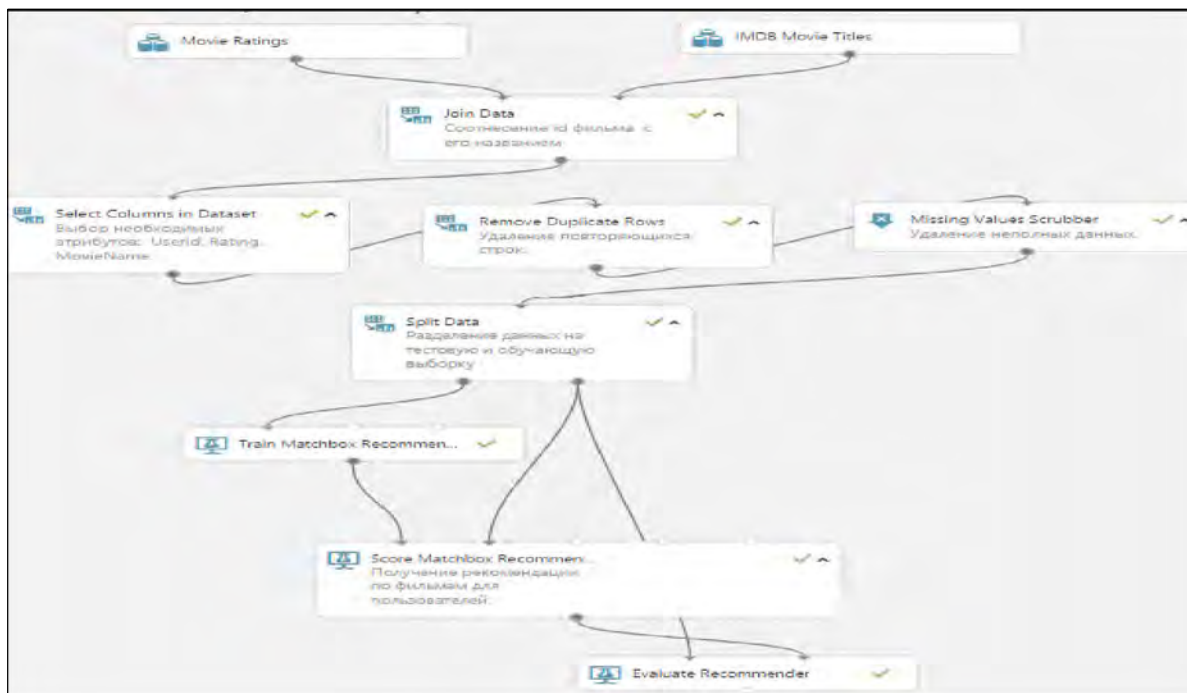 Movie Ratings
IMDB Movie Titles
Join Data
Соотнесение id фильма с
его названием
Select Columns in Dataset
Выбор необходимых
атрибутов: UserId, Rating,
MovieName
Remove Duplicate Rows
Удаление повторяющихся
строк.
Missing Values Scrubber
Удаление неполных данных.
Split Data
Разделение данных на
тестовую и обучающую
выборку
Train Matchbox Recommen...
Score Matchbox Recommen...
Получение рекомендации
по фильмам для
пользователей.
Evaluate Recommender